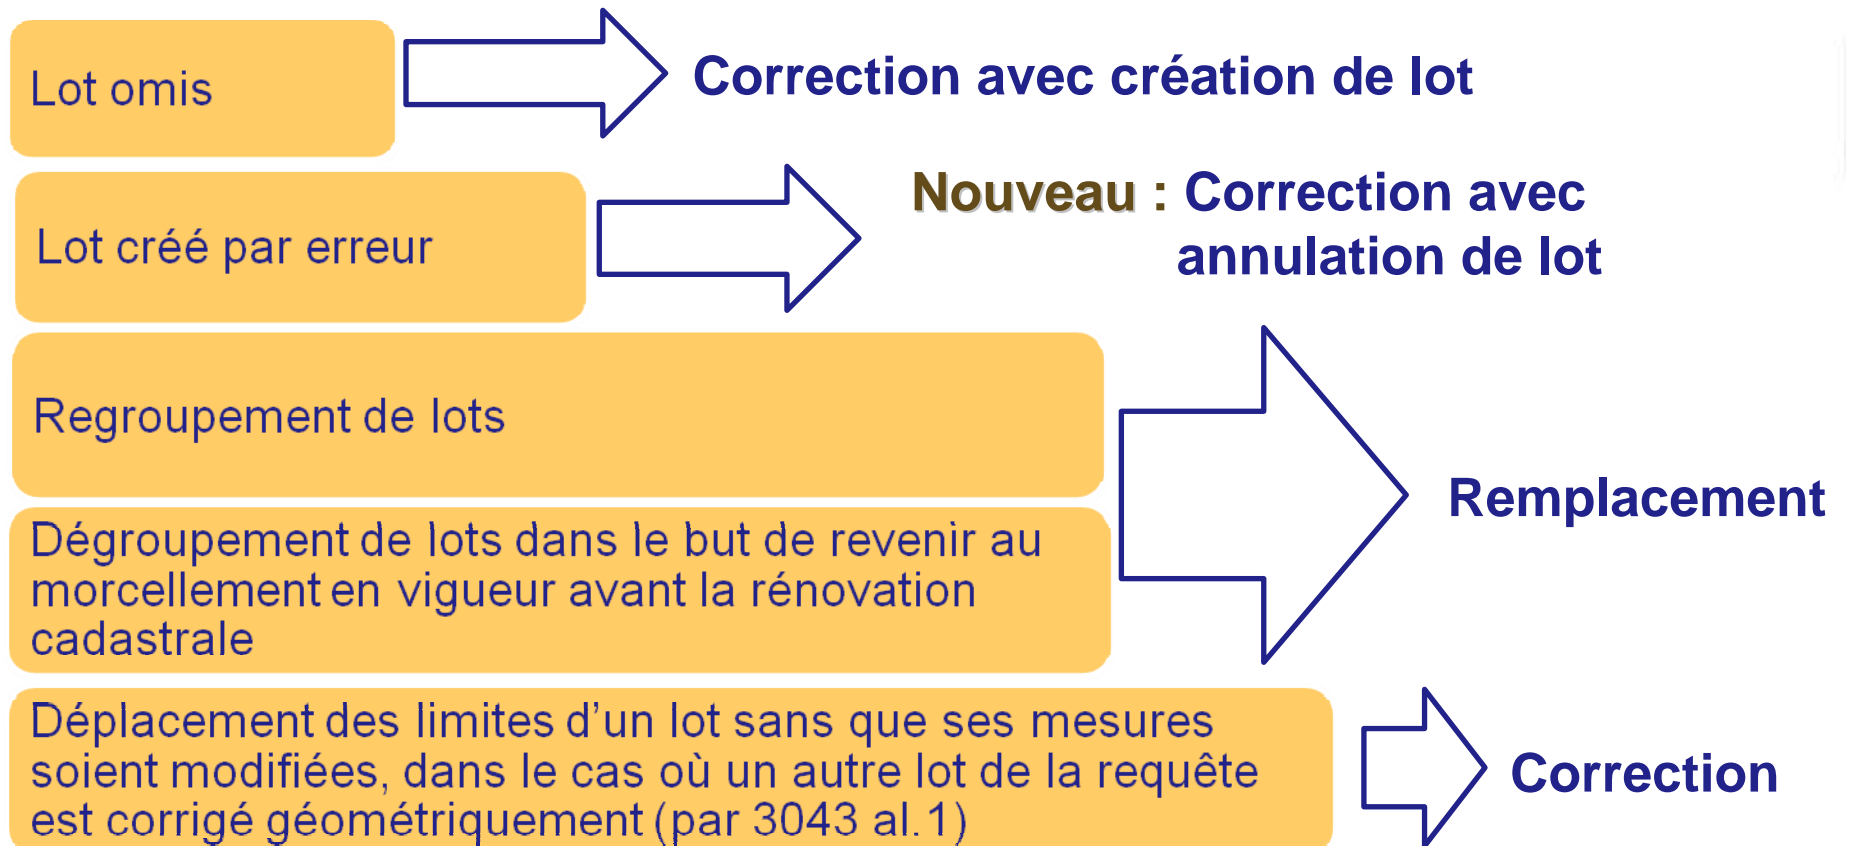 Lot omis
Correction avec création de lot
Lot créé par erreur
Nouveau : Correction avec
annulation de lot
Regroupement de lots
Dégroupement de lots dans le but de revenir au
morcellement en vigueur avant la rénovation
cadastrale
Remplacement
Déplacement des limites d'un lot sans que ses mesures
soient modifiées, dans le cas où un autre lot de la requête
est corrigé géométriquement (par 3043 al.1)
Correction